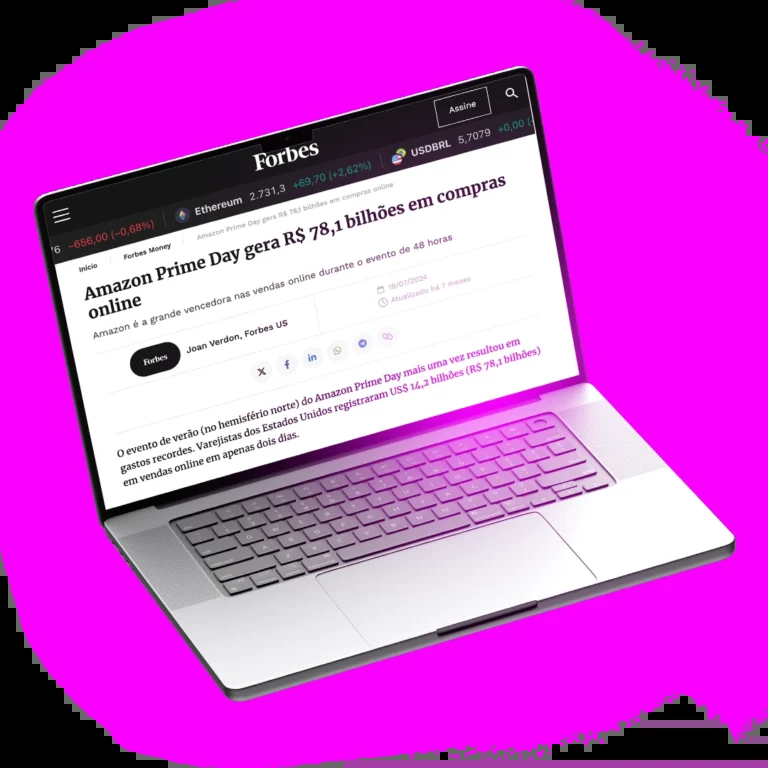 Assine
Forbes
76 −656,00 (−0,68%) Ethereum 2.731,3 +69,70 (+2,62%) USDBRL 5,7079 +0,00 (
Início Forbes Money Amazon Prime Day gera R$ 78,1 bilhões em compras online
Amazon Prime Day gera R$ 78,1 bilhões em compras
online
Amazon é a grande vencedora nas vendas online durante o evento de 48 horas
Forbes Joan Verdon, Forbes US
19/07/2024
Atualizado há 7 meses
O evento de verão (no hemisfério norte) do Amazon Prime Day mais uma vez resultou em
gastos recordes. Varejistas dos Estados Unidos registraram US$ 14,2 bilhões (R$ 78,1 bilhões)
em vendas online em apenas dois dias.